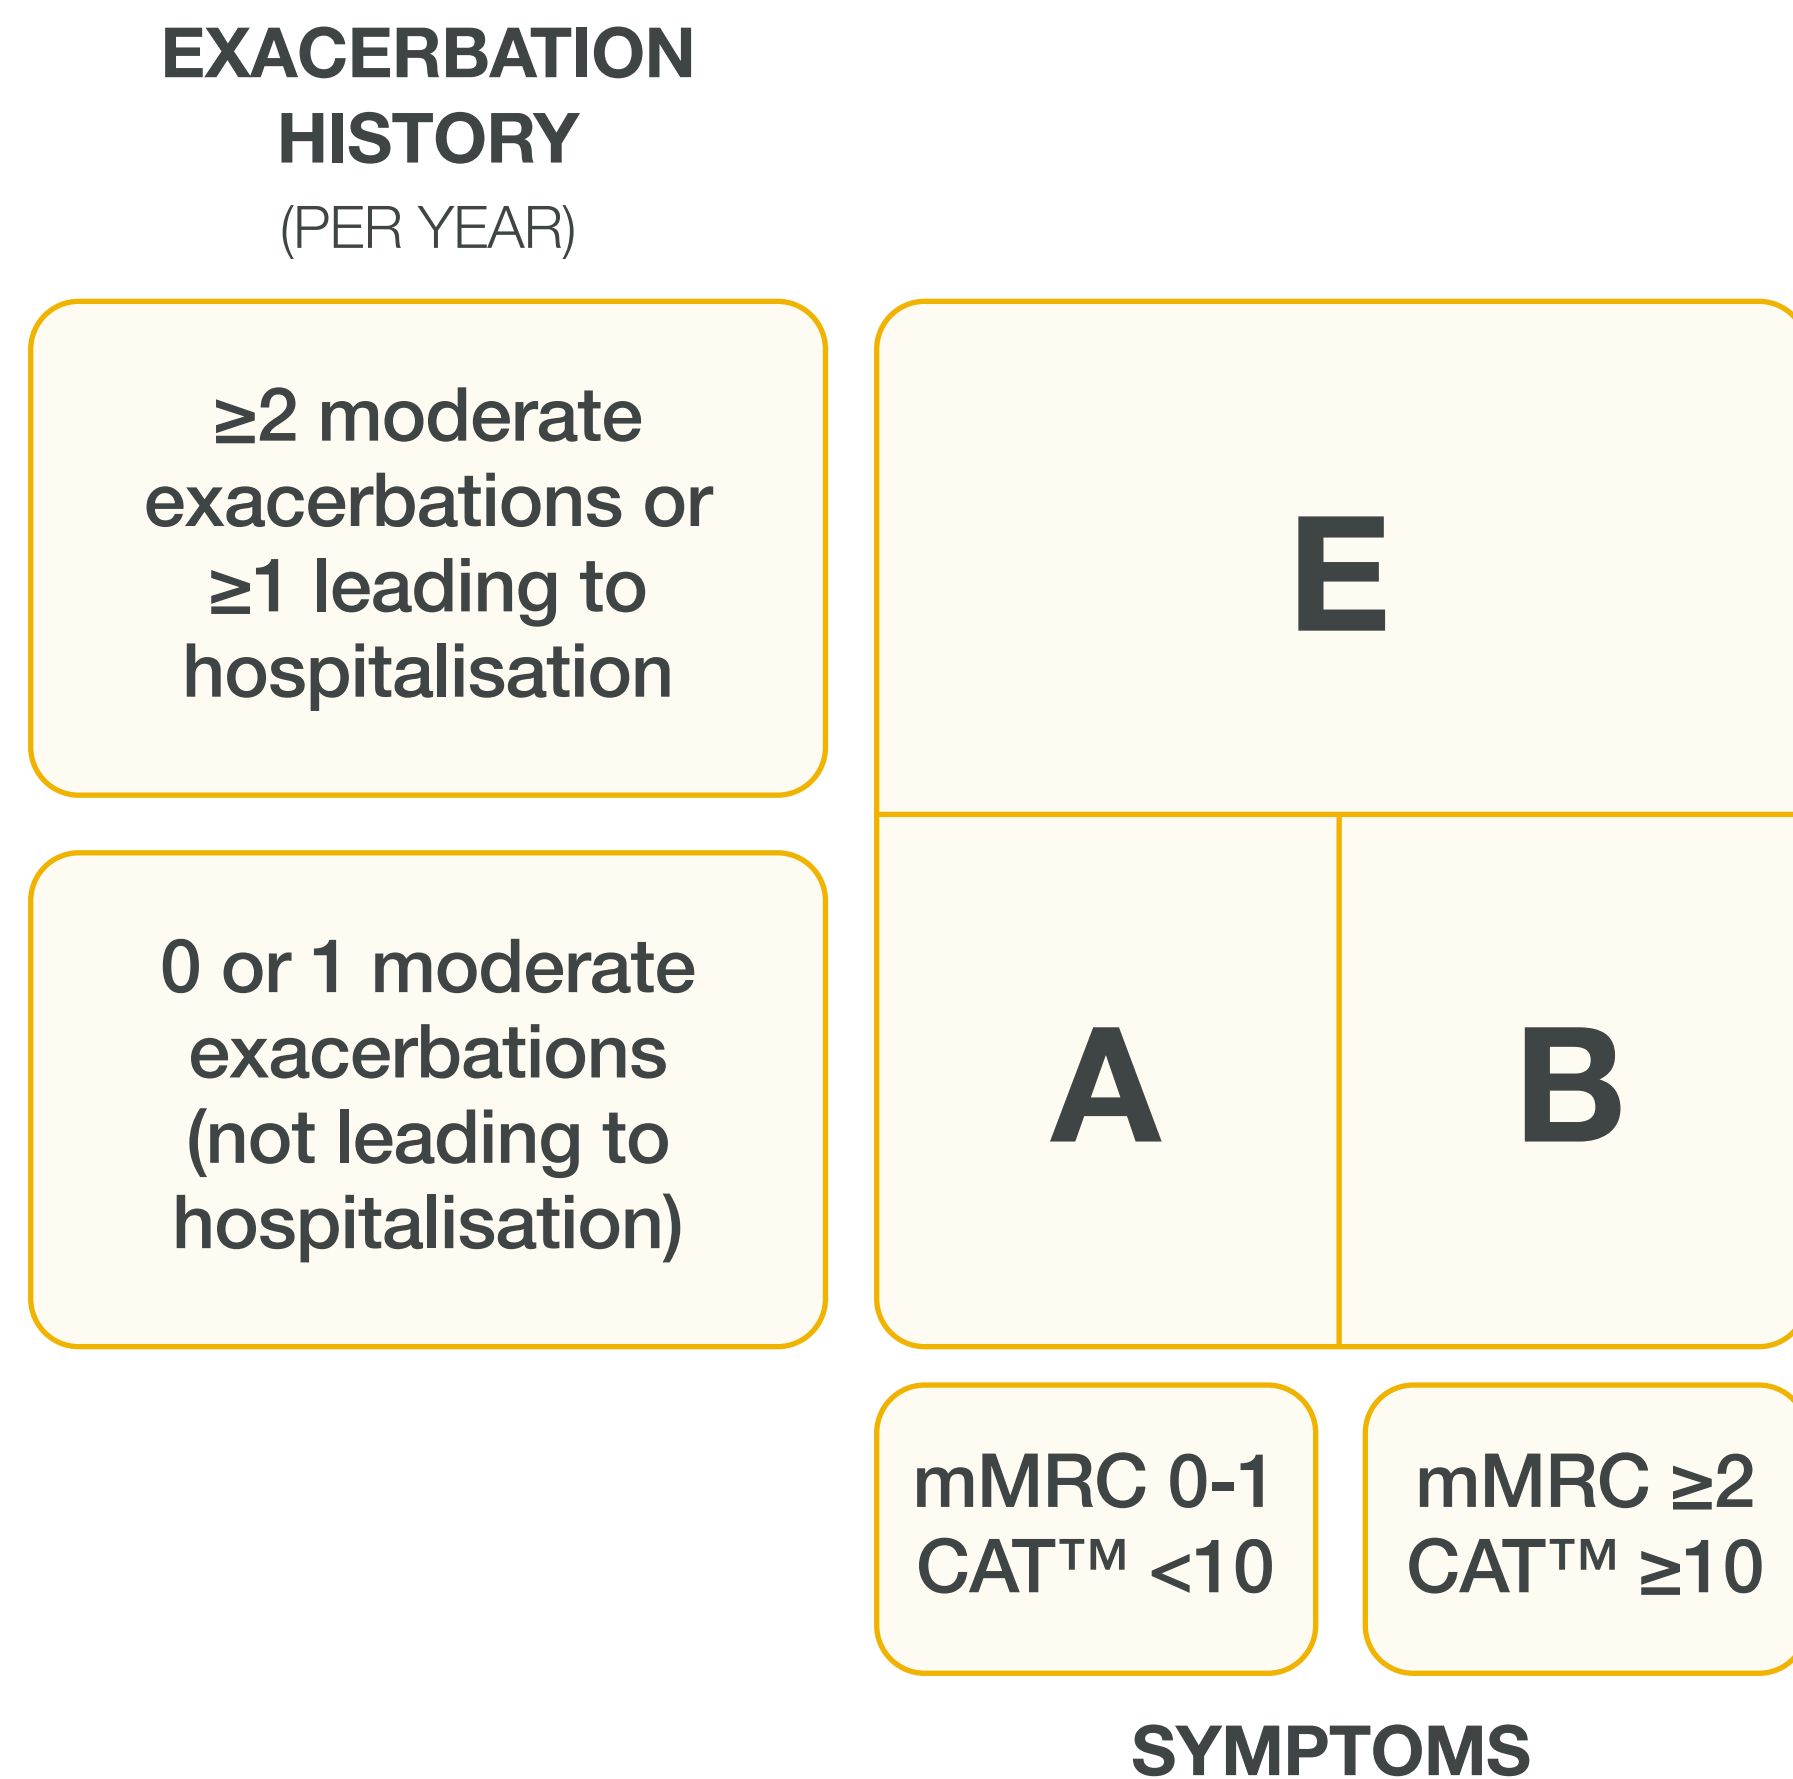 EXACERBATION
HISTORY
(PER YEAR)
≥2 moderate
exacerbations or
≥1 leading to
hospitalisation
E
0 or 1 moderate
exacerbations
(not leading to
hospitalisation)
A
B
mMRC 0-1
CAT™ <10
mMRC ≥2
CAT™ ≥10
SYMPTOMS